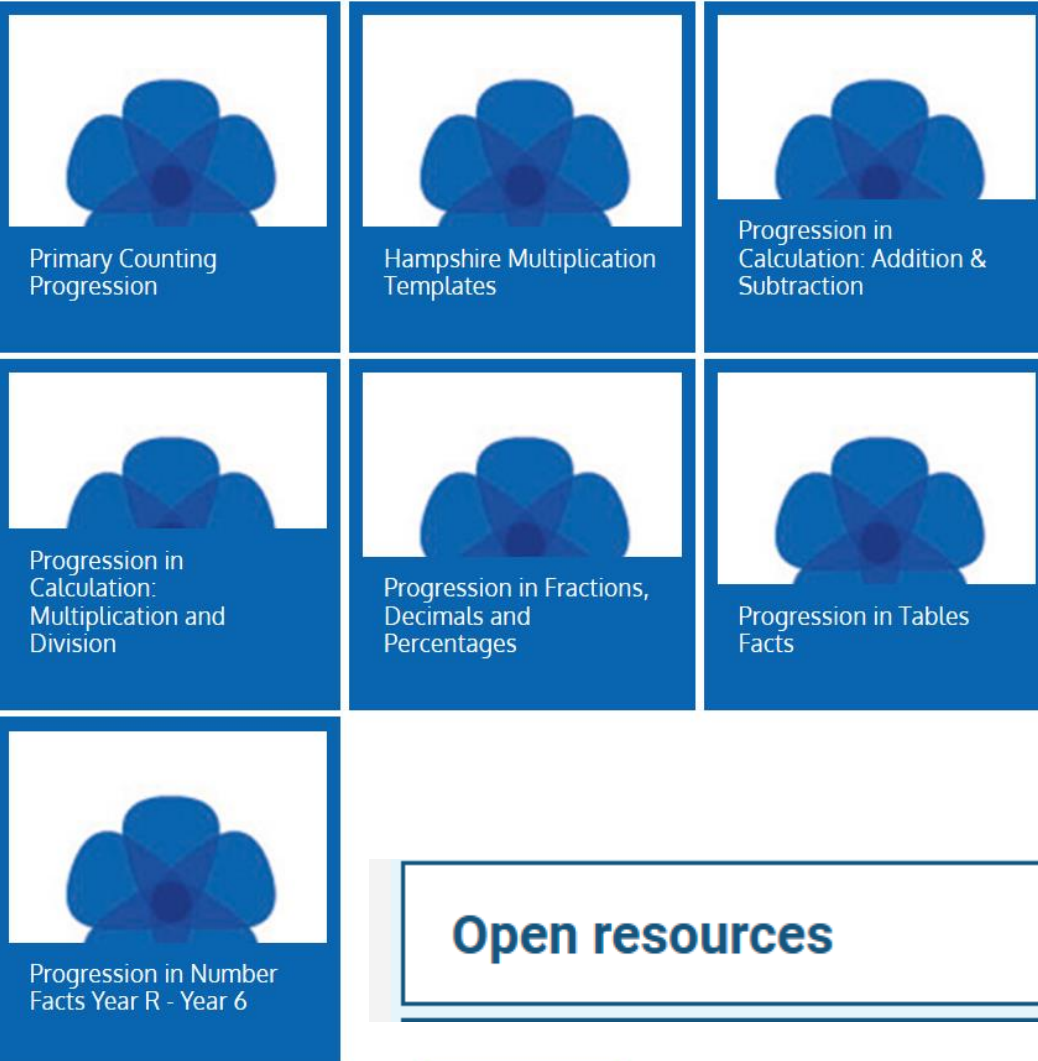 Primary Counting
Progression
Hampshire Multiplication
Templates
Progression in
Calculation: Addition &
Subtraction
Progression in
Calculation:
Multiplication and
Division
Progression in Fractions,
Decimals and
Percentages
Progression in Tables
Facts
Progression in Number
Facts Year R - Year 6
Open resources